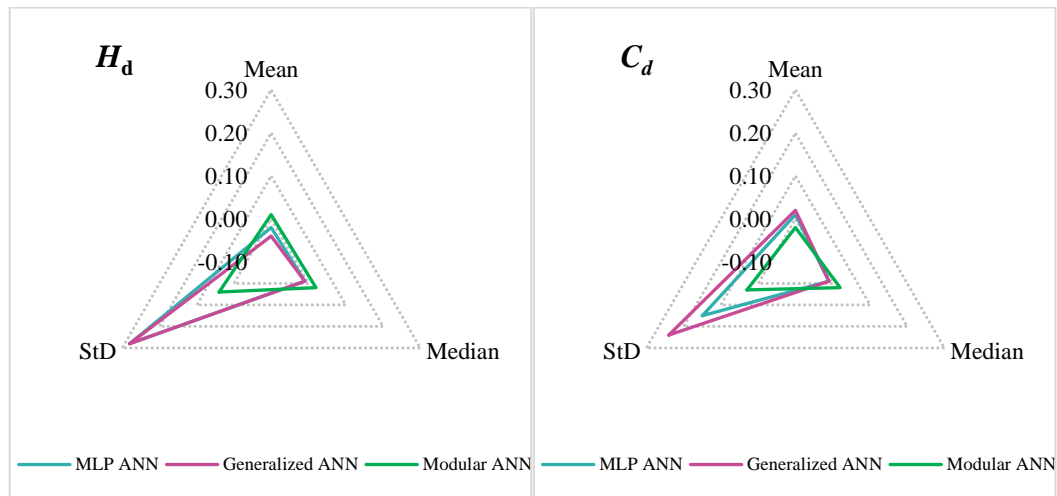 H_d
Mean
0.30
0.20
0.10
0.00
-0.10
StD
Median
MLP ANN Generalized ANN Modular ANN
C_d
Mean
0.30
0.20
0.10
0.00
-0.10
StD
Median
MLP ANN Generalized ANN Modular ANN